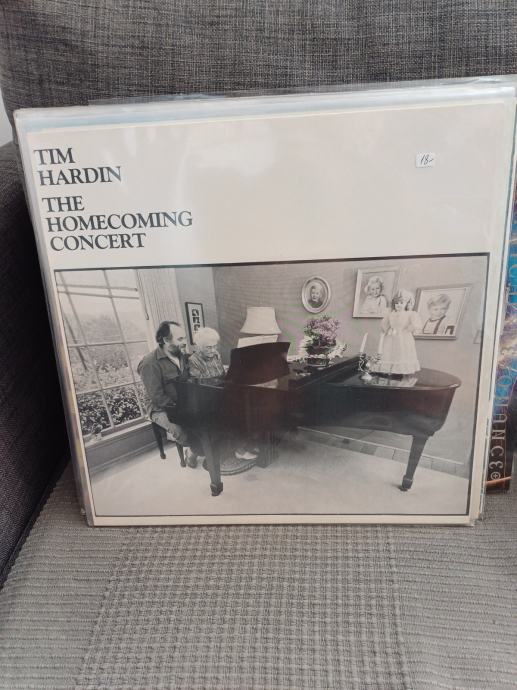 TIM
HARDIN
THE
HOMECOMING
CONCERT
18,-